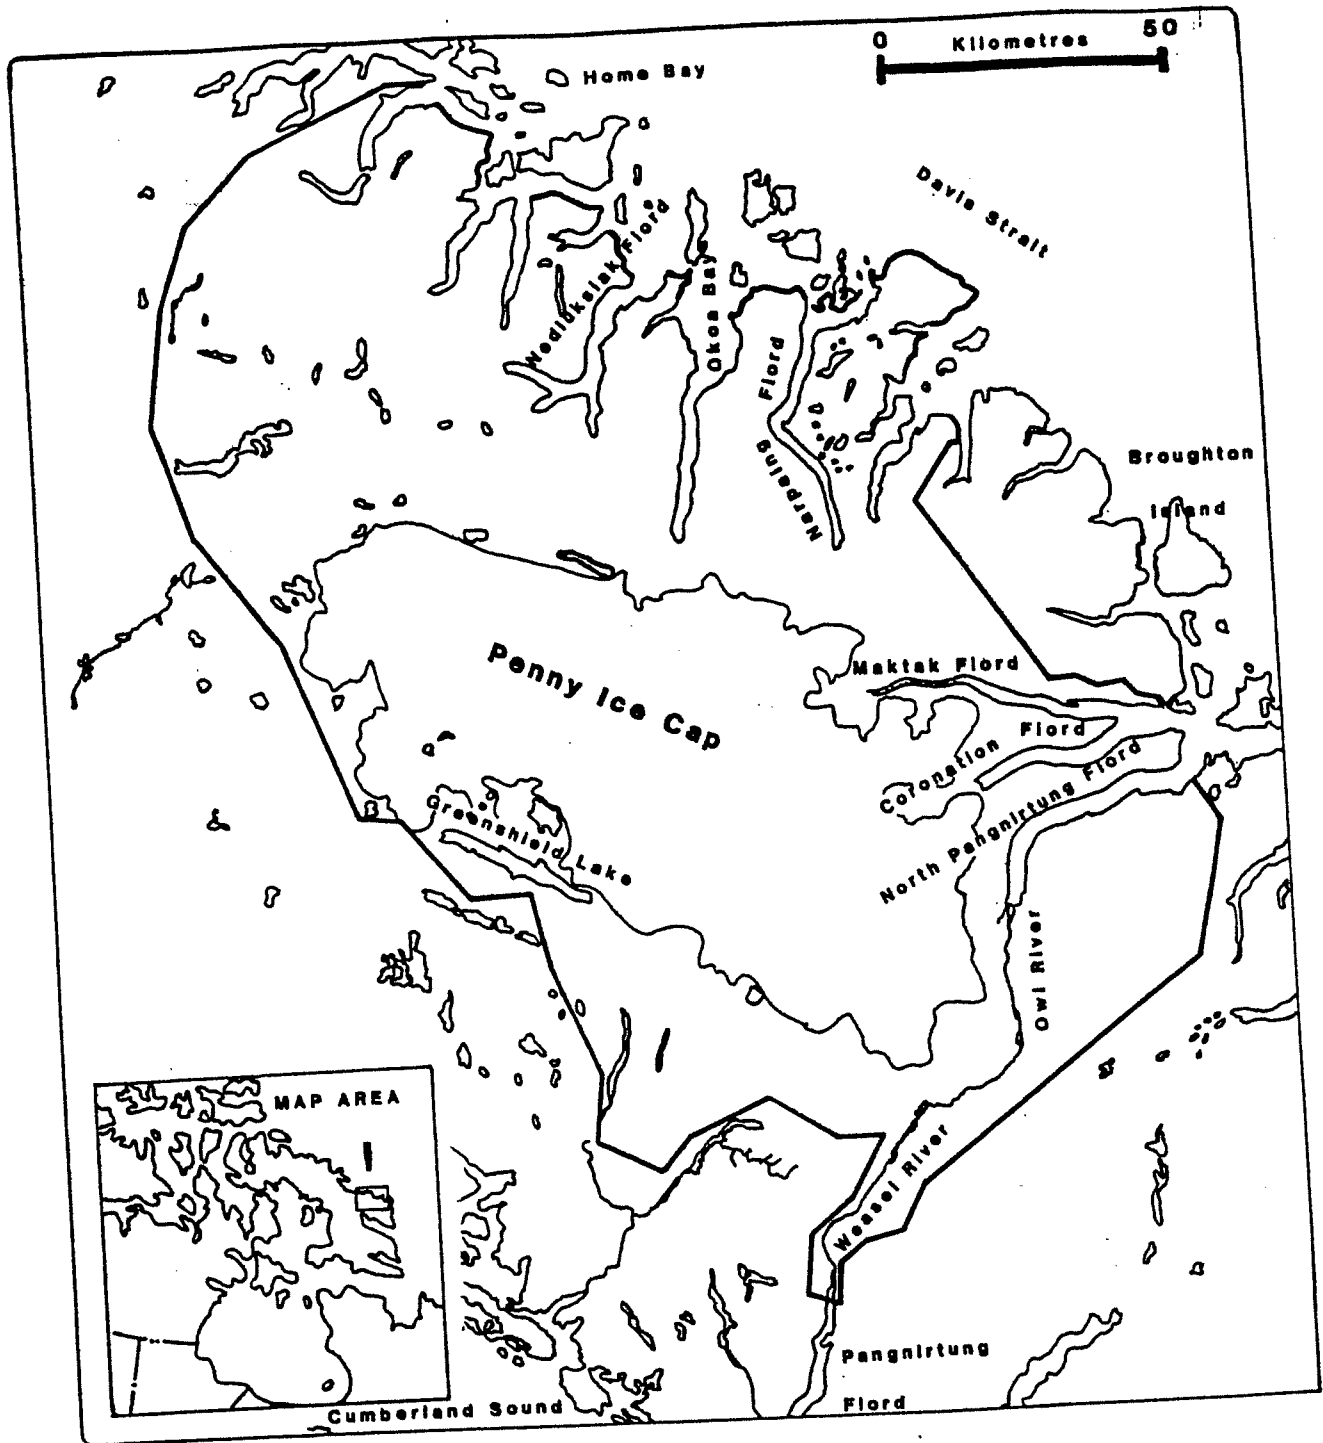 0 Kilometres 50
Home Bay
Davis Strait
Nedlukseak Fiord
Okoa Bay
Narpaing Fiord
Broughton
Island
Penny Ice Cap
Maktak Fiord
Coronation Fiord
North Pangnirtung Fiord
Greenshield Lake
Owl River
MAP AREA
Weasel River
Pangnirtung
Fiord
Cumberland Sound